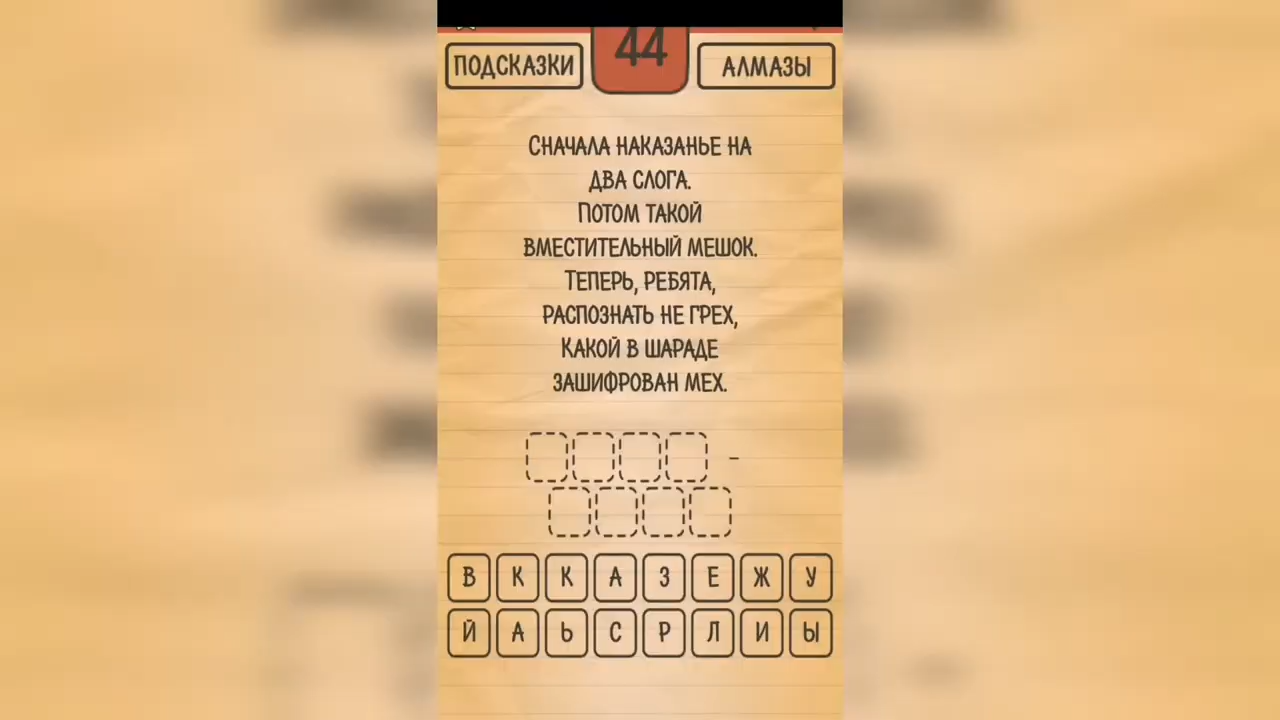 44
ПОДСКАЗКИ АЛМАЗЫ
Сначала наказанье на
два слога.
Потом такой
вместительный мешок.
Теперь, ребята,
распознать не грех,
Какой в шараде
зашифрован мех.
-
В К К А З Е Ж У
Й А Ь С Р Л И Ы